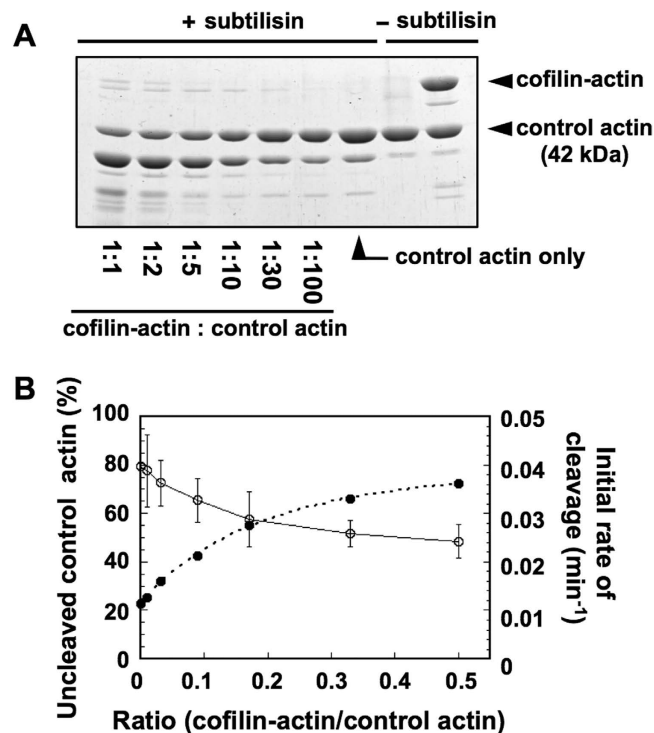 A
+ subtilisin
– subtilisin
cofilin-actin
control actin
(42 kDa)
1:1
1:2
1:5
1:10
1:30
1:100
control actin only
cofilin-actin : control actin
B
Uncleaved control actin (%)
100
80
60
40
20
0
0.05
0.04
0.03
0.02
0.01
0
Initial rate of
cleavage (min-1)
0
0.1
0.2
0.3
0.4
0.5
Ratio (cofilin-actin/control actin)